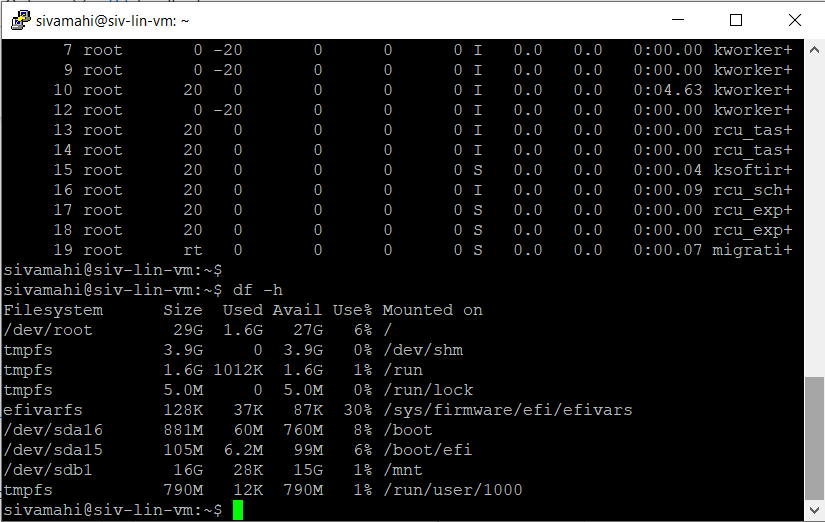 sivamahi@siv-lin-vm: ~
7 root 0 -20 0 0 0 I 0.0 0.0 0:00.00 kworker+
9 root 0 -20 0 0 0 I 0.0 0.0 0:00.00 kworker+
10 root 20 0 0 0 0 I 0.0 0.0 0:04.63 kworker+
12 root 0 -20 0 0 0 I 0.0 0.0 0:00.00 kworker+
13 root 20 0 0 0 0 I 0.0 0.0 0:00.00 rcu_tas+
14 root 20 0 0 0 0 I 0.0 0.0 0:00.00 rcu_tas+
15 root 20 0 0 0 0 S 0.0 0.0 0:00.04 ksoftir+
16 root 20 0 0 0 0 I 0.0 0.0 0:00.09 rcu_sch+
17 root 20 0 0 0 0 S 0.0 0.0 0:00.00 rcu_exp+
18 root 20 0 0 0 0 S 0.0 0.0 0:00.00 rcu_exp+
19 root rt 0 0 0 0 S 0.0 0.0 0:00.07 migrati+
sivamahi@siv-lin-vm:~$
sivamahi@siv-lin-vm:~$ df -h
Filesystem Size Used Avail Use% Mounted on
/dev/root 29G 1.6G 27G 6% /
tmpfs 3.9G 0 3.9G 0% /dev/shm
tmpfs 1.6G 1012K 1.6G 1% /run
tmpfs 5.0M 0 5.0M 0% /run/lock
efivarfs 128K 37K 87K 30% /sys/firmware/efi/efivars
/dev/sda16 881M 60M 760M 8% /boot
/dev/sda15 105M 6.2M 99M 6% /boot/efi
/dev/sdb1 16G 28K 15G 1% /mnt
tmpfs 790M 12K 790M 1% /run/user/1000
sivamahi@siv-lin-vm:~$